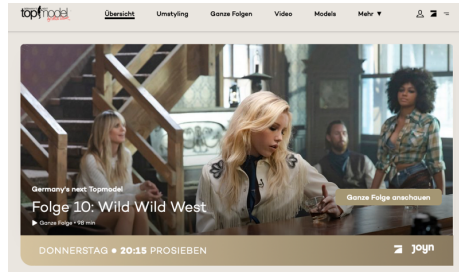 topmodel
Übersicht
Umstyling
Ganze Folgen
Video
Models
Mehr ▼
Germany's next Topmodel
Folge 10: Wild Wild West
▶ Ganze Folge • 96 min
Ganze Folge anschauen
DONNERSTAG ● 20:15 PROSIEBEN
joyn